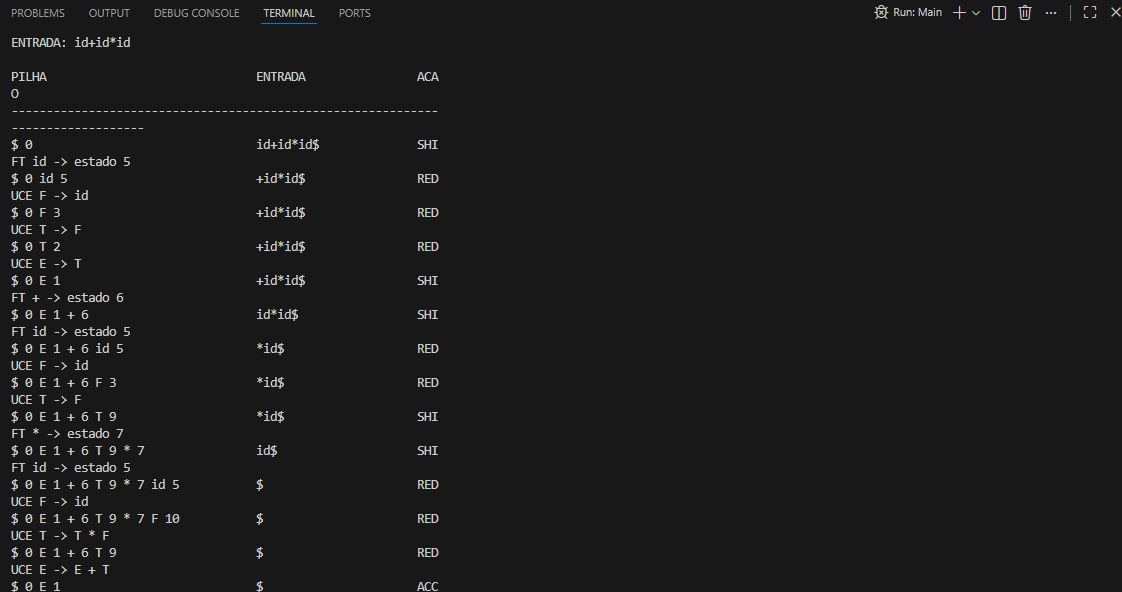 PROBLEMS OUTPUT DEBUG CONSOLE TERMINAL PORTS Run: Main
ENTRADA: id+id*id
PILHA ENTRADA ACA
O
-------------------------------------------------------------
-------------------
$ 0 id+id*id$ SHI
FT id -> estado 5
$ 0 id 5 +id*id$ RED
UCE F -> id
$ 0 F 3 +id*id$ RED
UCE T -> F
$ 0 T 2 +id*id$ RED
UCE E -> T
$ 0 E 1 +id*id$ SHI
FT + -> estado 6
$ 0 E 1 + 6 id*id$ SHI
FT id -> estado 5
$ 0 E 1 + 6 id 5 *id$ RED
UCE F -> id
$ 0 E 1 + 6 F 3 *id$ RED
UCE T -> F
$ 0 E 1 + 6 T 9 *id$ SHI
FT * -> estado 7
$ 0 E 1 + 6 T 9 * 7 id$ SHI
FT id -> estado 5
$ 0 E 1 + 6 T 9 * 7 id 5 $ RED
UCE F -> id
$ 0 E 1 + 6 T 9 * 7 F 10 $ RED
UCE T -> T * F
$ 0 E 1 + 6 T 9 $ RED
UCE E -> E + T
$ 0 E 1 $ ACC